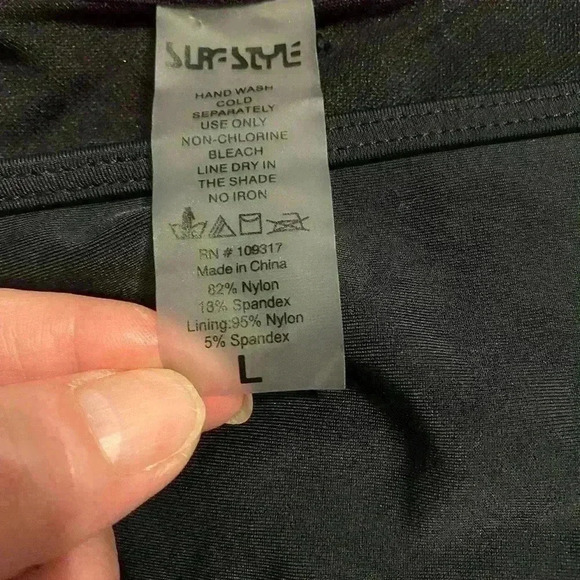 SURF STYLE
HAND WASH
COLD
SEPARATELY
USE ONLY
NON-CHLORINE
BLEACH
LINE DRY IN
THE SHADE
NO IRON
RN # 109317
Made in China
82% Nylon
18% Spandex
Lining:95% Nylon
5% Spandex
L